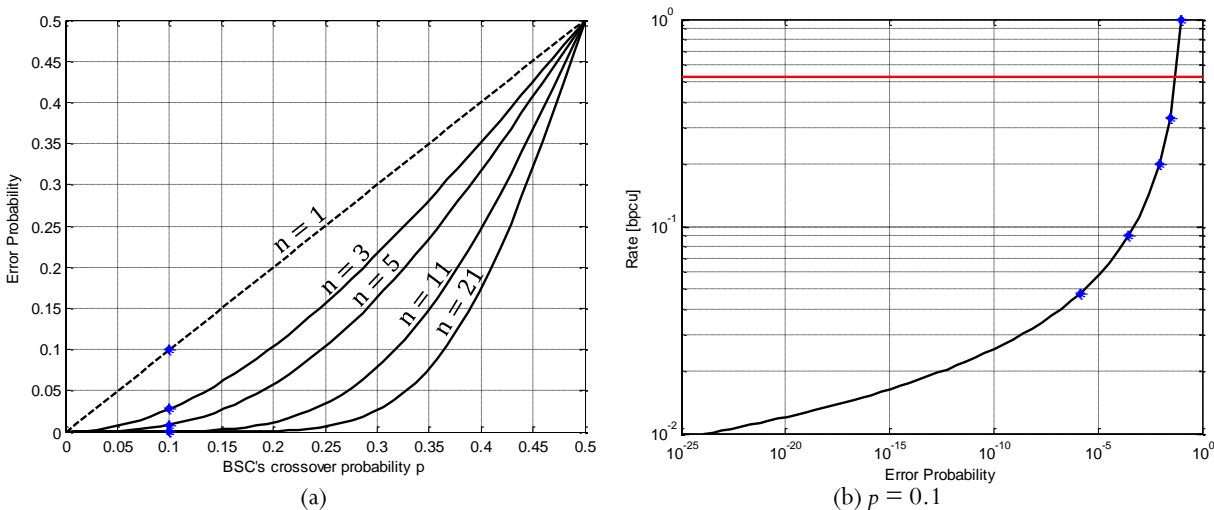 0.5
0.45
0.4
0.35
0.3
0.25
0.2
0.15
0.1
0.05
0
Error Probability
n = 1
n = 3
n = 5
n = 11
n = 21
0 0.05 0.1 0.15 0.2 0.25 0.3 0.35 0.4 0.45 0.5
BSC's crossover probability p
(a)
10^0
10^-1
10^-2
Rate [bpcu]
10^-25 10^-20 10^-15 10^-10 10^-5 10^0
Error Probability
(b) p = 0.1